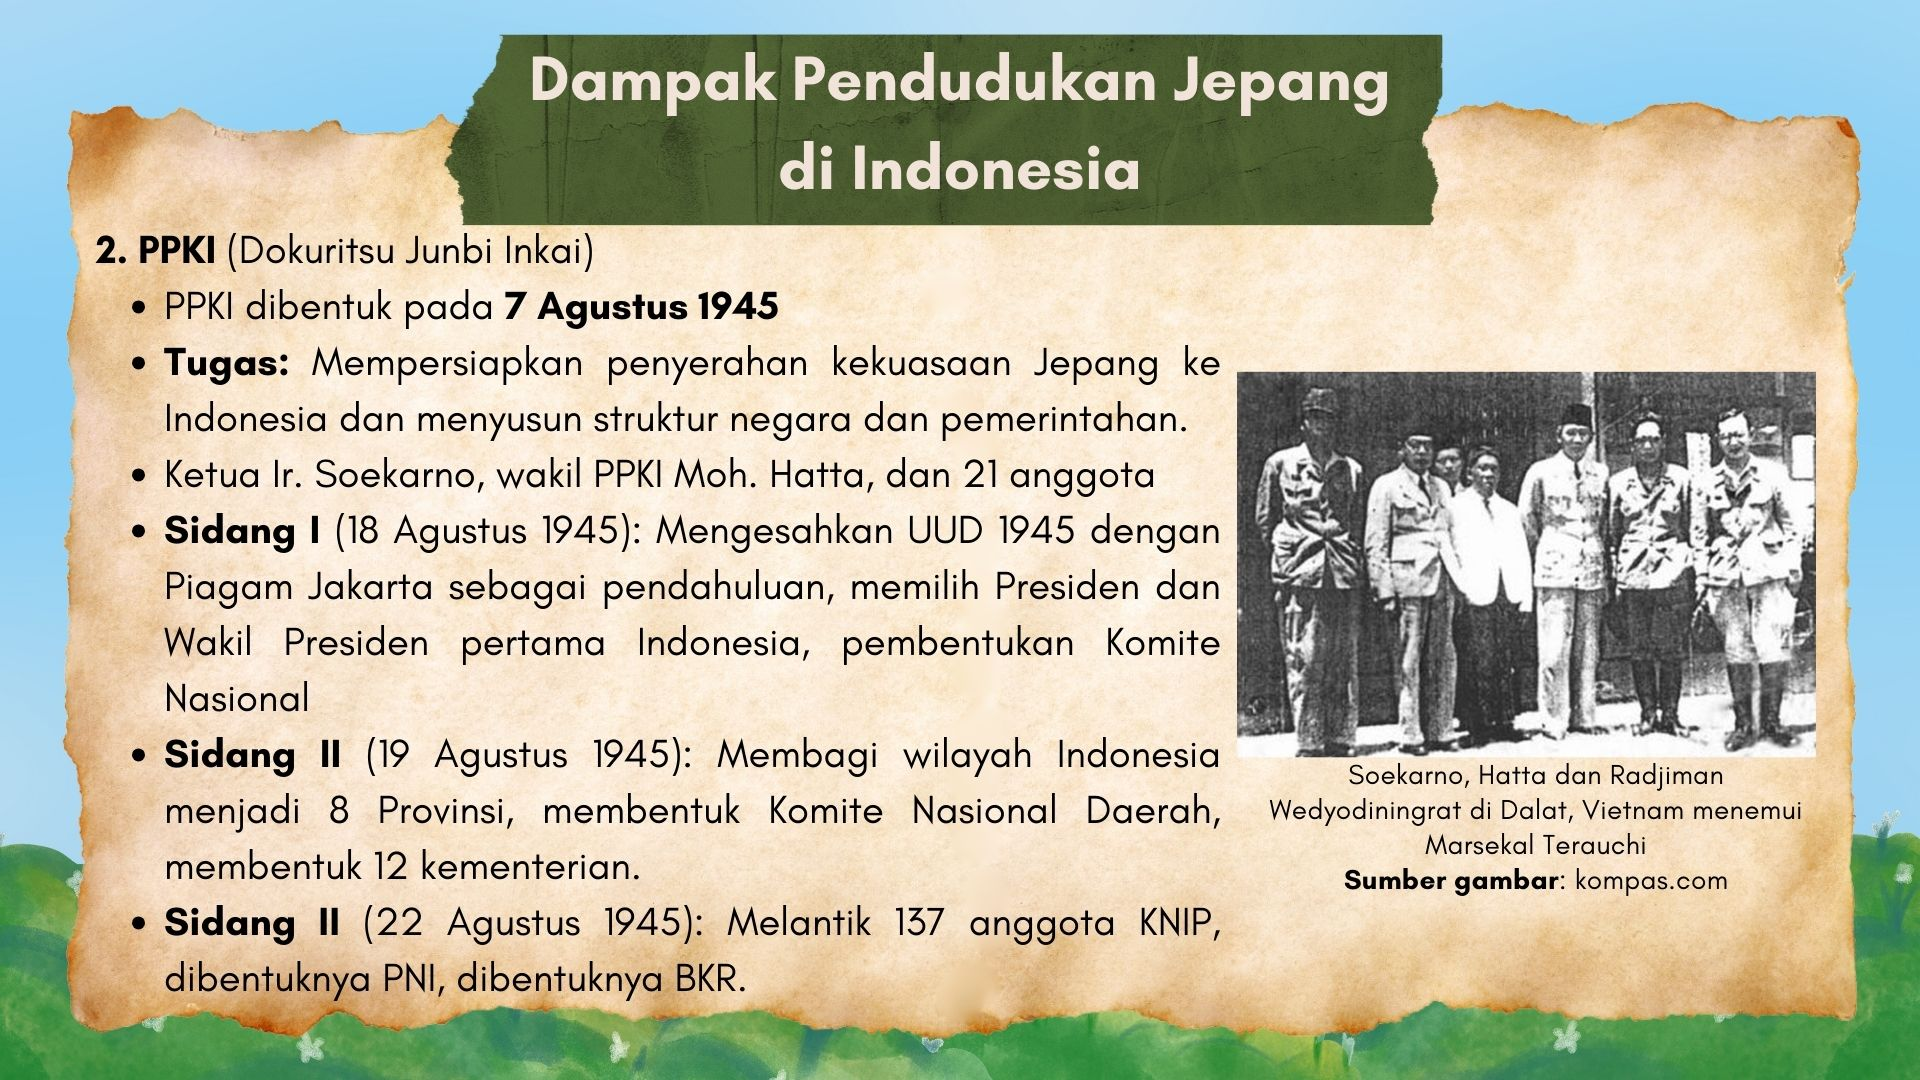 Dampak Pendudukan Jepang
di Indonesia
2. PPKI (Dokuritsu Junbi Inkai)
• PPKI dibentuk pada 7 Agustus 1945
• Tugas: Mempersiapkan penyerahan kekuasaan Jepang ke
Indonesia dan menyusun struktur negara dan pemerintahan.
• Ketua Ir. Soekarno, wakil PPKI Moh. Hatta, dan 21 anggota
• Sidang I (18 Agustus 1945): Mengesahkan UUD 1945 dengan
Piagam Jakarta sebagai pendahuluan, memilih Presiden dan
Wakil Presiden pertama Indonesia, pembentukan Komite
Nasional
• Sidang II (19 Agustus 1945): Membagi wilayah Indonesia
menjadi 8 Provinsi, membentuk Komite Nasional Daerah,
membentuk 12 kementerian.
• Sidang II (22 Agustus 1945): Melantik 137 anggota KNIP,
dibentuknya PNI, dibentuknya BKR.
Soekarno, Hatta dan Radjiman
Wedyodiningrat di Dalat, Vietnam menemui
Marsekal Terauchi
Sumber gambar: kompas.com